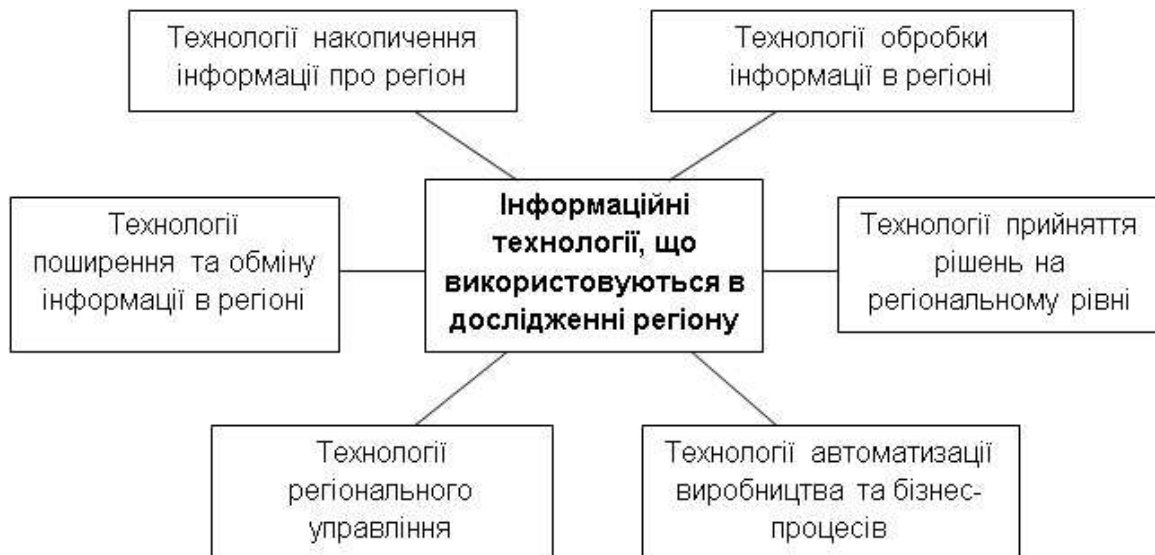 Технології накопичення
інформації про регіон
Технології обробки
інформації в регіоні
Технології
поширення та обміну
інформації в регіоні
Інформаційні
технології, що
використовуються в
дослідженні регіону
Технології прийняття
рішень на
регіональному рівні
Технології
регіонального
управління
Технології автоматизації
виробництва та бізнес-
процесів